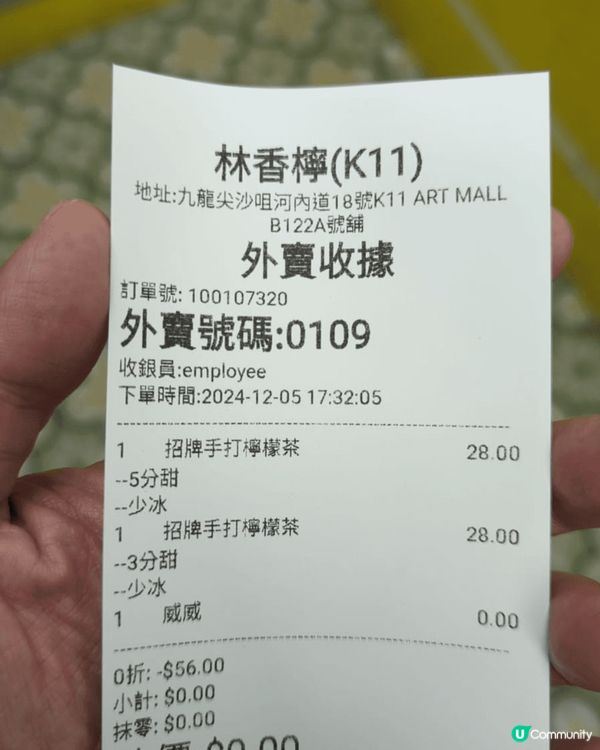 林香檸(K11)
地址:九龍尖沙咀河內道18號K11 ART MALL
B122A號舖
外賣收據
訂單號: 100107320
外賣號碼:0109
收銀員:employee
下單時間:2024-12-05 17:32:05
1 招牌手打檸檬茶 28.00
--5分甜
--少冰
1 招牌手打檸檬茶 28.00
--3分甜
--少冰
1 威威 0.00
0折: -$56.00
小計: $0.00
抹零: $0.00
價 $0.00
U Community